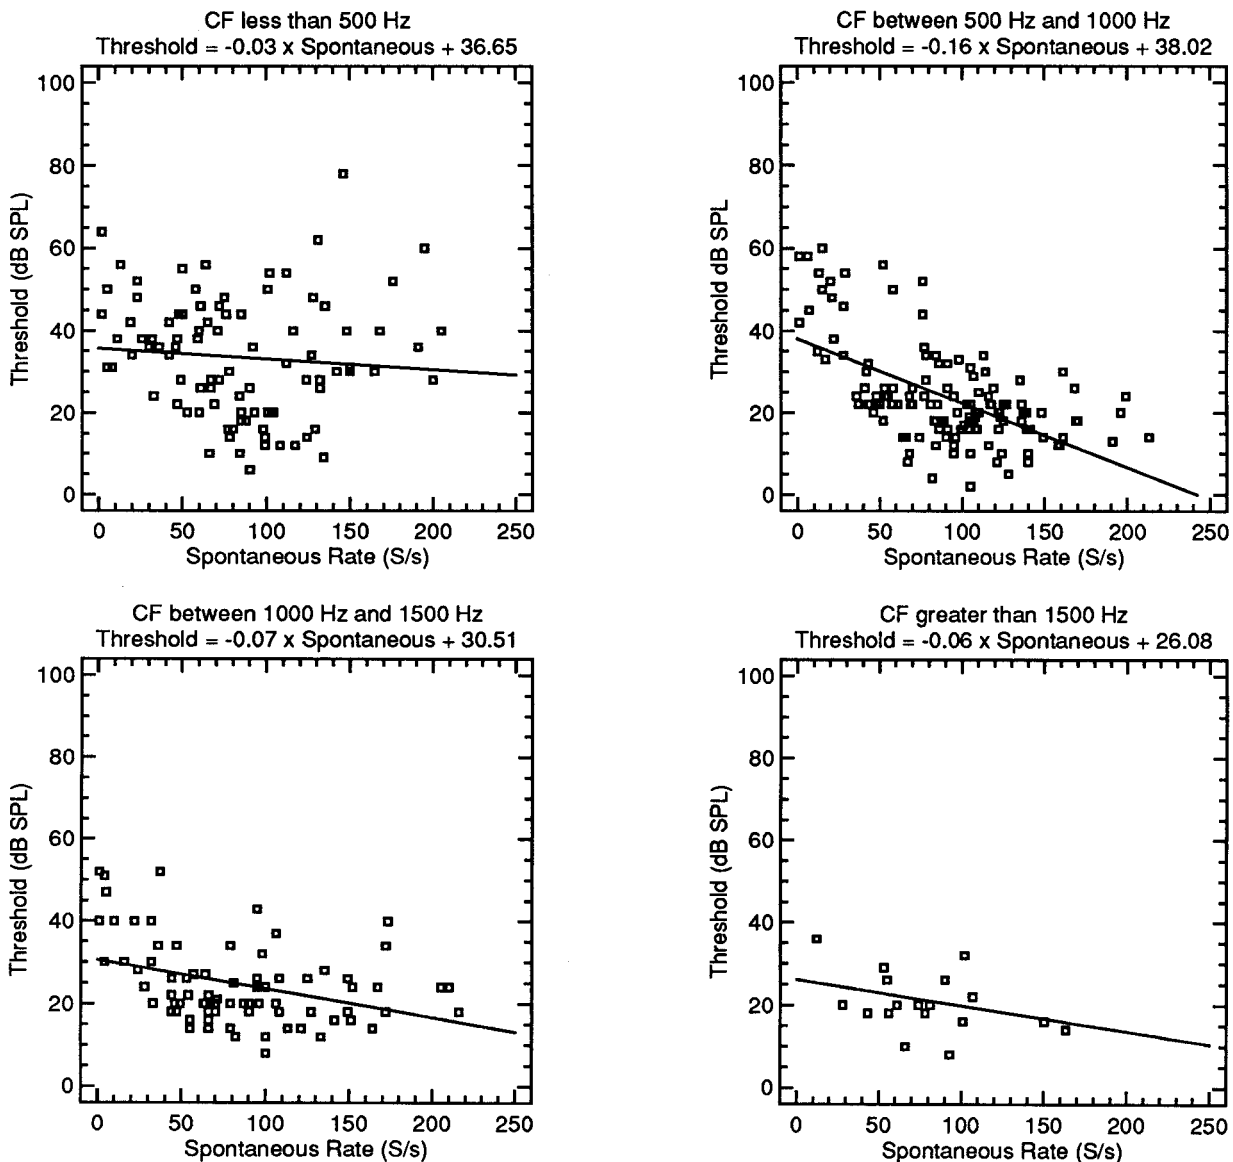 CF less than 500 Hz
Threshold = -0.03 x Spontaneous + 36.65
100
80
60
40
20
0
Threshold (dB SPL)
0 50 100 150 200 250
Spontaneous Rate (S/s)
CF between 500 Hz and 1000 Hz
Threshold = -0.16 x Spontaneous + 38.02
100
80
60
40
20
0
Threshold dB SPL
0 50 100 150 200 250
Spontaneous Rate (S/s)
CF between 1000 Hz and 1500 Hz
Threshold = -0.07 x Spontaneous + 30.51
100
80
60
40
20
0
Threshold (dB SPL)
0 50 100 150 200 250
Spontaneous Rate (S/s)
CF greater than 1500 Hz
Threshold = -0.06 x Spontaneous + 26.08
100
80
60
40
20
0
Threshold (dB SPL)
0 50 100 150 200 250
Spontaneous Rate (S/s)